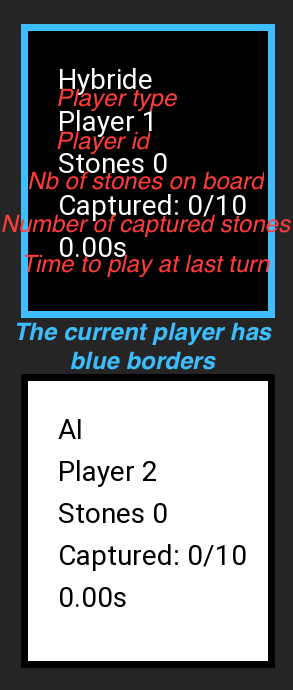 Hybride
Player type
Player 1
Player id
Stones 0
Nb of stones on board
Captured: 0/10
Number of captured stones
0.00s
Time to play at last turn
The current player has
blue borders
AI
Player 2
Stones 0
Captured: 0/10
0.00s